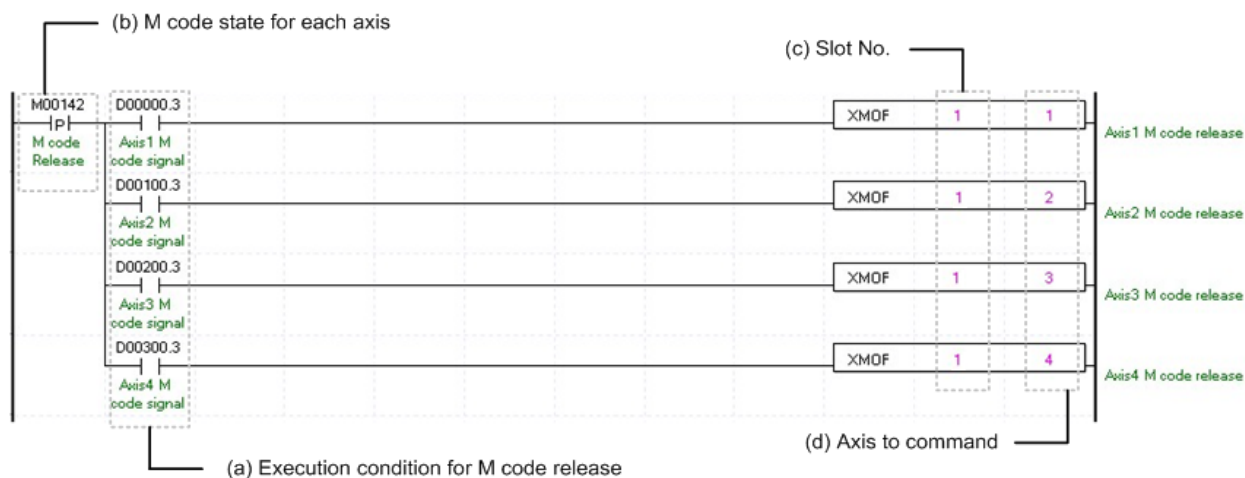 (b) M code state for each axis
(c) Slot No.
M00142
P
M code
Release
D00000.3
Axis1 M
code signal
XMOF 1 1
Axis1 M code release
D00100.3
Axis2 M
code signal
XMOF 1 2
Axis2 M code release
D00200.3
Axis3 M
code signal
XMOF 1 3
Axis3 M code release
D00300.3
Axis4 M
code signal
XMOF 1 4
Axis4 M code release
(d) Axis to command
(a) Execution condition for M code release